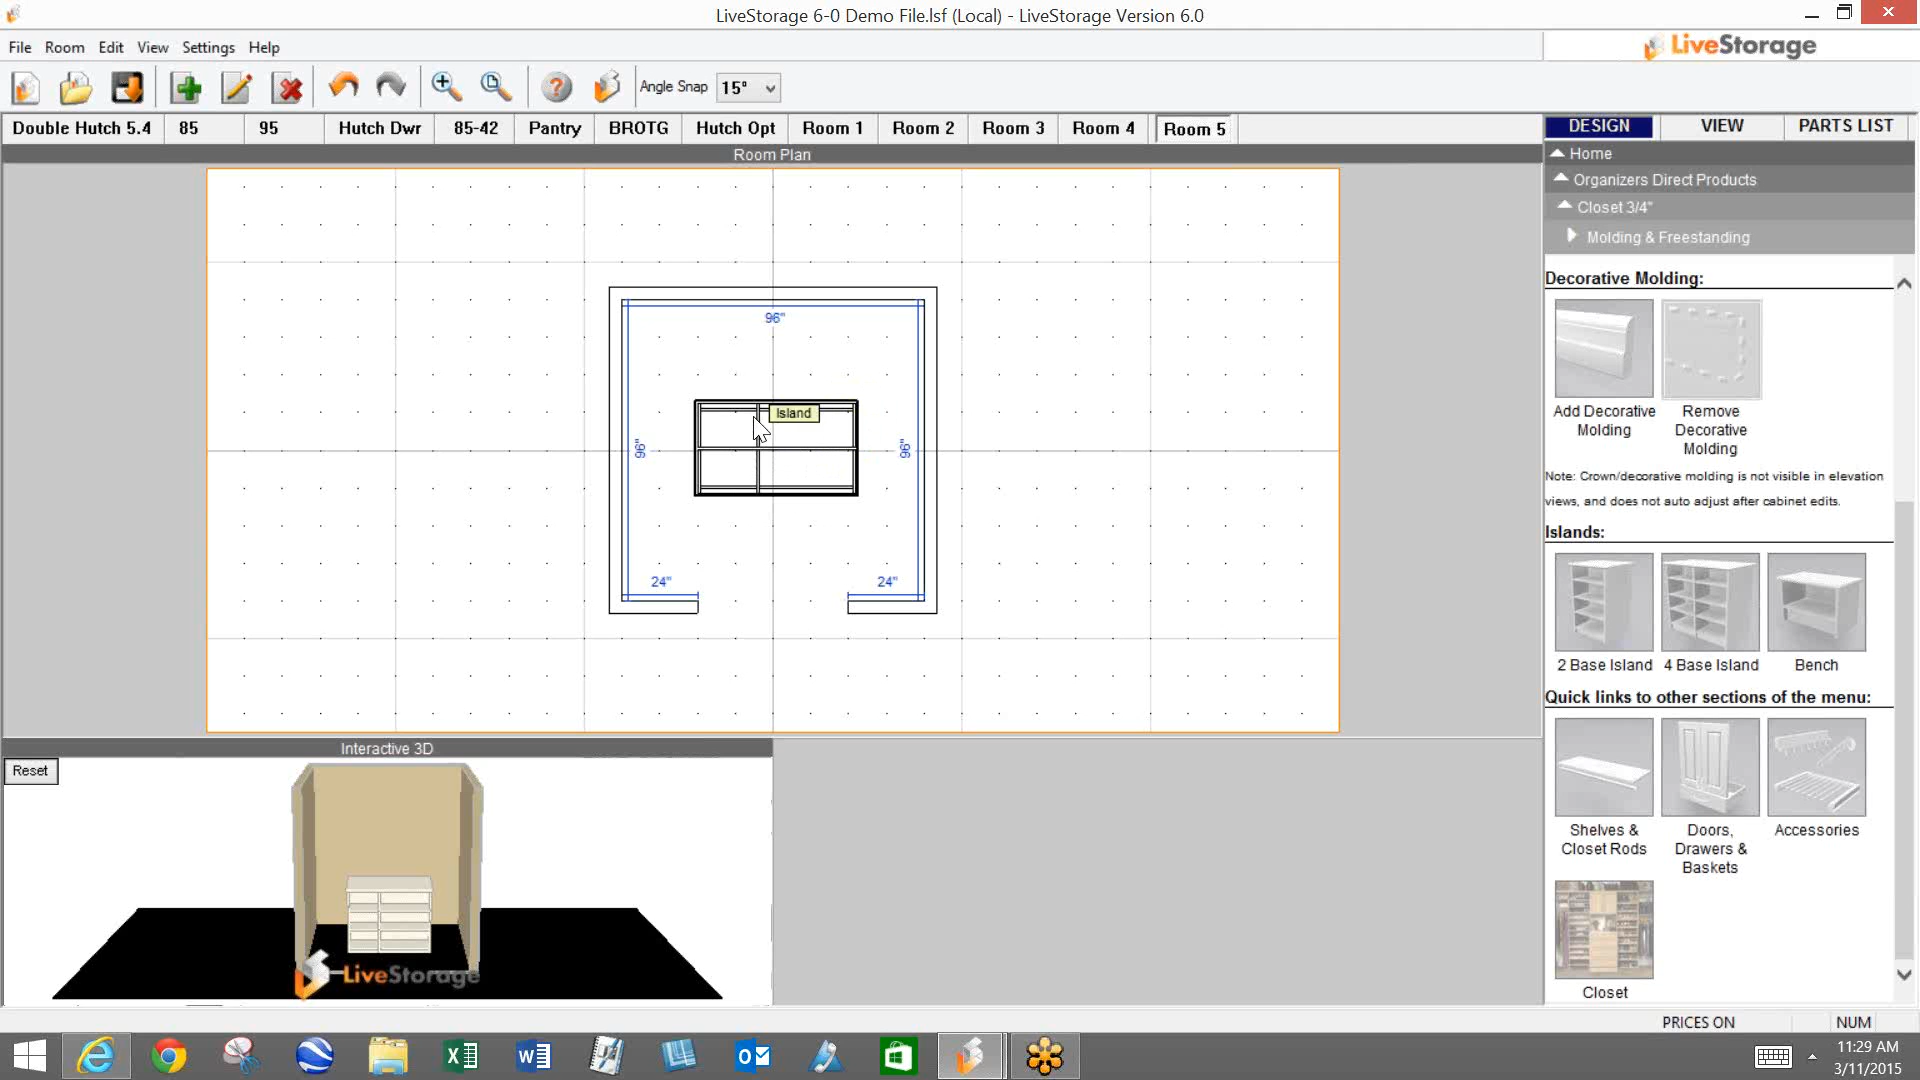 LiveStorage 6-0 Demo File.lsf (Local) - LiveStorage Version 6.0
File Room Edit View Settings Help
LiveStorage
Angle Snap 15°
Double Hutch 5.4 85 95 Hutch Dwr 85-42 Pantry BROTG Hutch Opt Room 1 Room 2 Room 3 Room 4 Room 5
Room Plan
96"
Island
96"
96"
24"
24"
Interactive 3D
Reset
LiveStorage
DESIGN VIEW PARTS LIST
Home
Organizers Direct Products
Closet 3/4"
Molding & Freestanding
Decorative Molding:
Add Decorative
Molding
Remove
Decorative
Molding
Note: Crown/decorative molding is not visible in elevation
views, and does not auto adjust after cabinet edits.
Islands:
2 Base Island 4 Base Island Bench
Quick links to other sections of the menu:
Shelves &
Closet Rods
Doors,
Drawers &
Baskets
Accessories
Closet
PRICES ON NUM
11:29 AM
3/11/2015